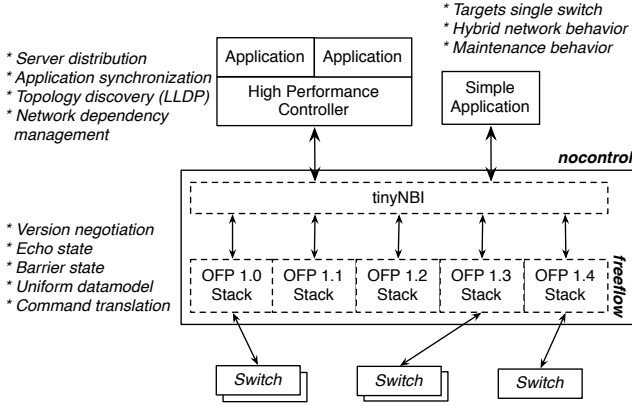 * Targets single switch
* Hybrid network behavior
* Maintenance behavior
* Server distribution
* Application synchronization
* Topology discovery (LLDP)
* Network dependency
management
Application
Application
High Performance
Controller
Simple
Application
nocontrol
tinyNBI
* Version negotiation
* Echo state
* Barrier state
* Uniform datamodel
* Command translation
OFP 1.0
Stack
OFP 1.1
Stack
OFP 1.2
Stack
OFP 1.3
Stack
OFP 1.4
Stack
freeflow
Switch
Switch
Switch